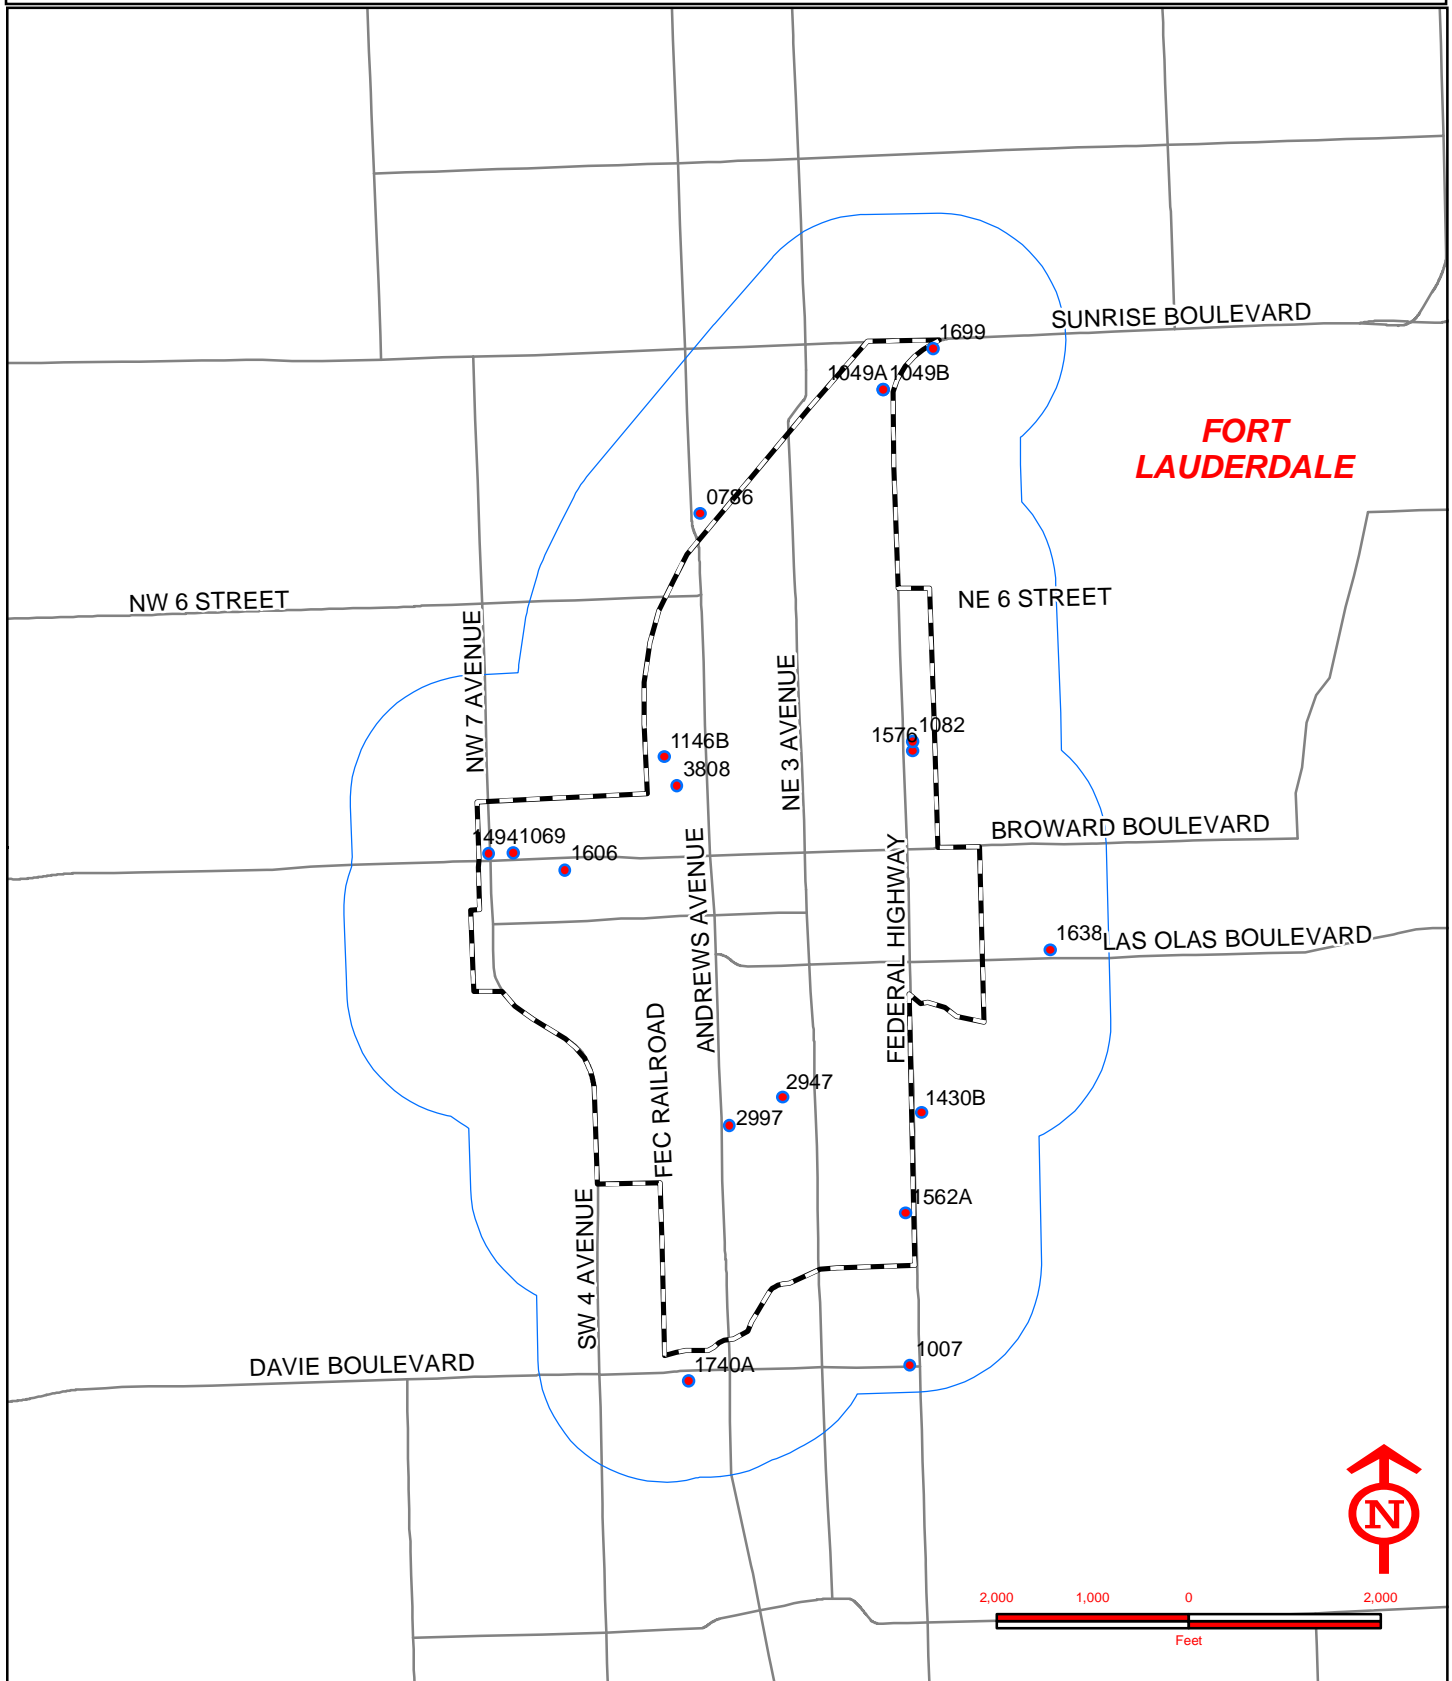 SUNRISE BOULEVARD
1699
1049A 1049B
FORT
LAUDERDALE
0786
NW 6 STREET
NE 6 STREET
NW 7 AVENUE
NE 3 AVENUE
1146B
3808
1576
1082
1494
1069
1606
BROWARD BOULEVARD
ANDREWS AVENUE
FEDERAL HIGHWAY
1638
LAS OLAS BOULEVARD
FEC RAILROAD
2947
2997
1430B
1562A
SW 4 AVENUE
DAVIE BOULEVARD
1740A
1007
N
2,000 1,000 0 2,000
Feet